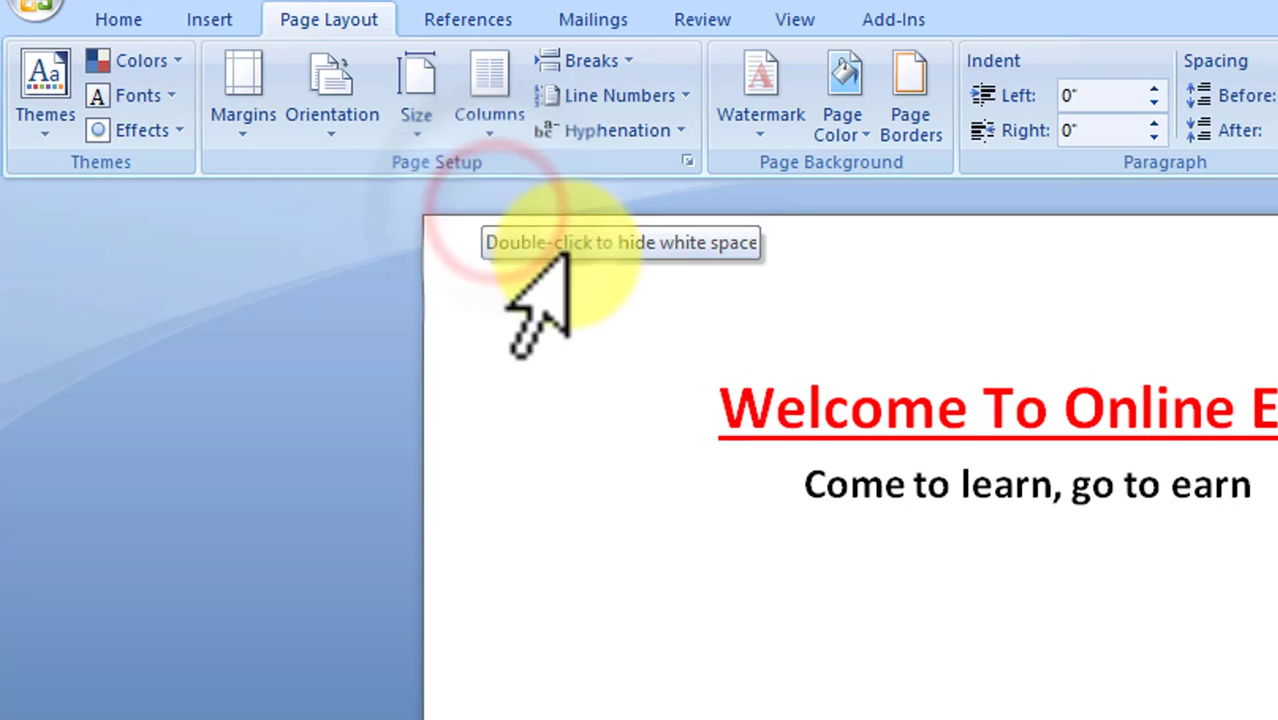 Home Insert Page Layout References Mailings Review View Add-Ins
Aa Themes Colors Fonts Effects Themes
Margins Orientation Size Columns Breaks Line Numbers Hyphenation Page Setup
Watermark Page Color Page Borders Page Background
Indent Left: 0" Right: 0" Spacing Before: After: Paragraph
Double-click to hide white space
Welcome To Online E
Come to learn, go to earn